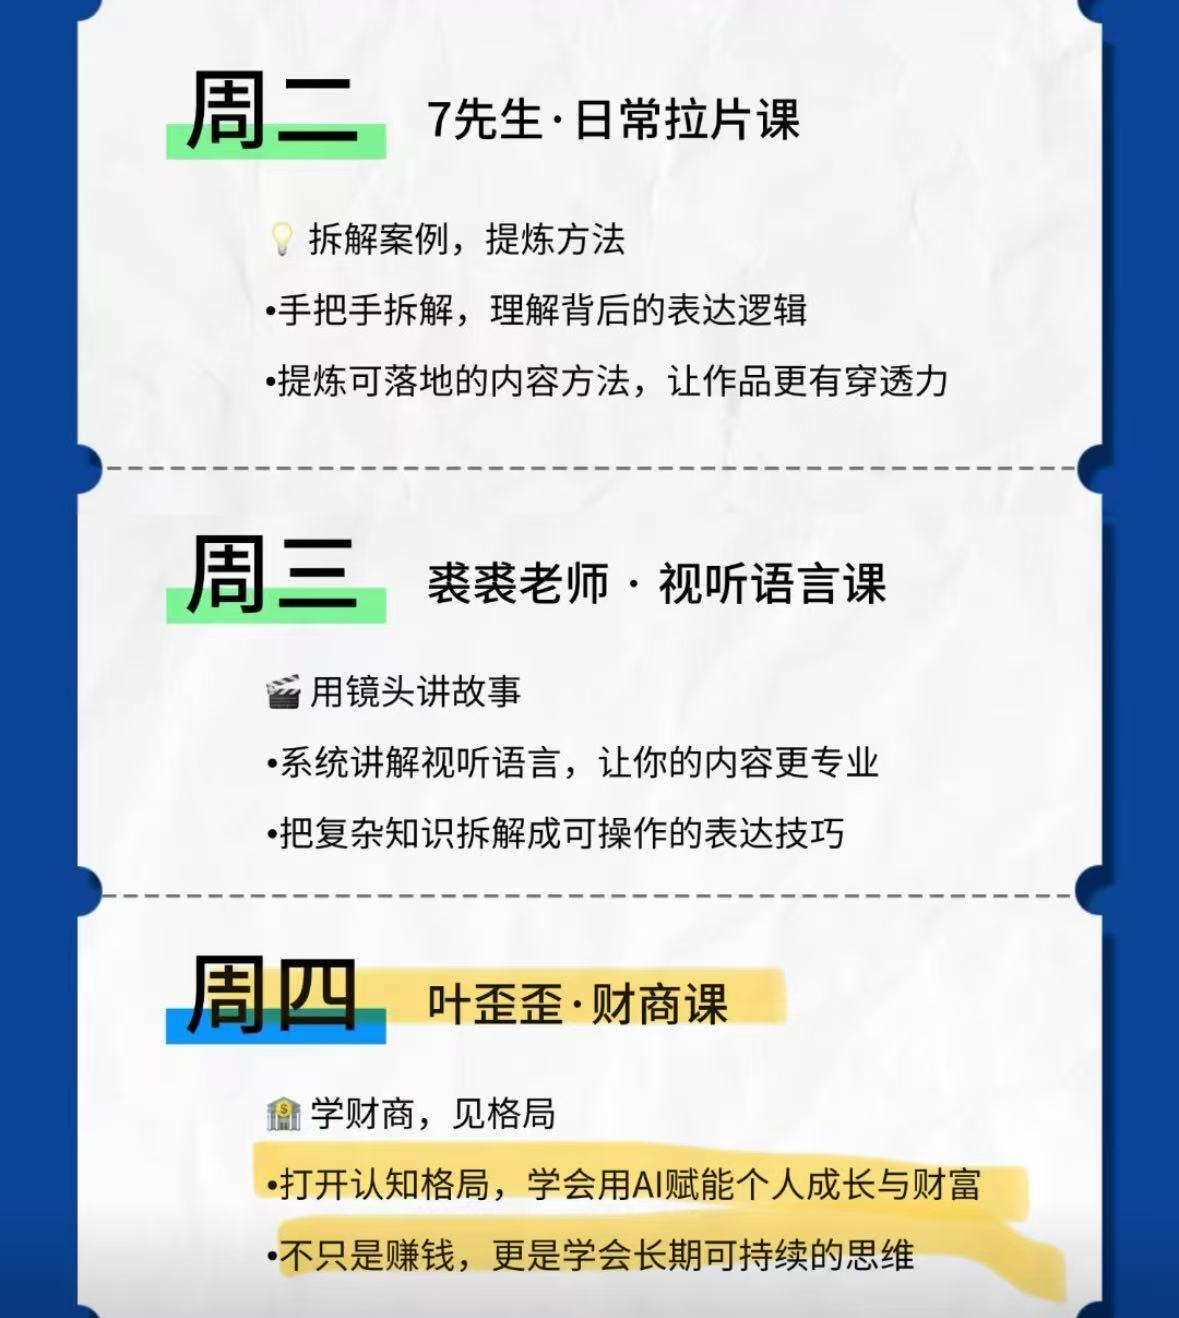 周二 7先生·日常拉片课
💡 拆解案例，提炼方法
•手把手拆解，理解背后的表达逻辑
•提炼可落地的内容方法，让作品更有穿透力
周三 裘裘老师 · 视听语言课
🎬 用镜头讲故事
•系统讲解视听语言，让你的内容更专业
•把复杂知识拆解成可操作的表达技巧
周四 叶歪歪·财商课
🏦 学财商，见格局
•打开认知格局，学会用AI赋能个人成长与财富
•不只是赚钱，更是学会长期可持续的思维